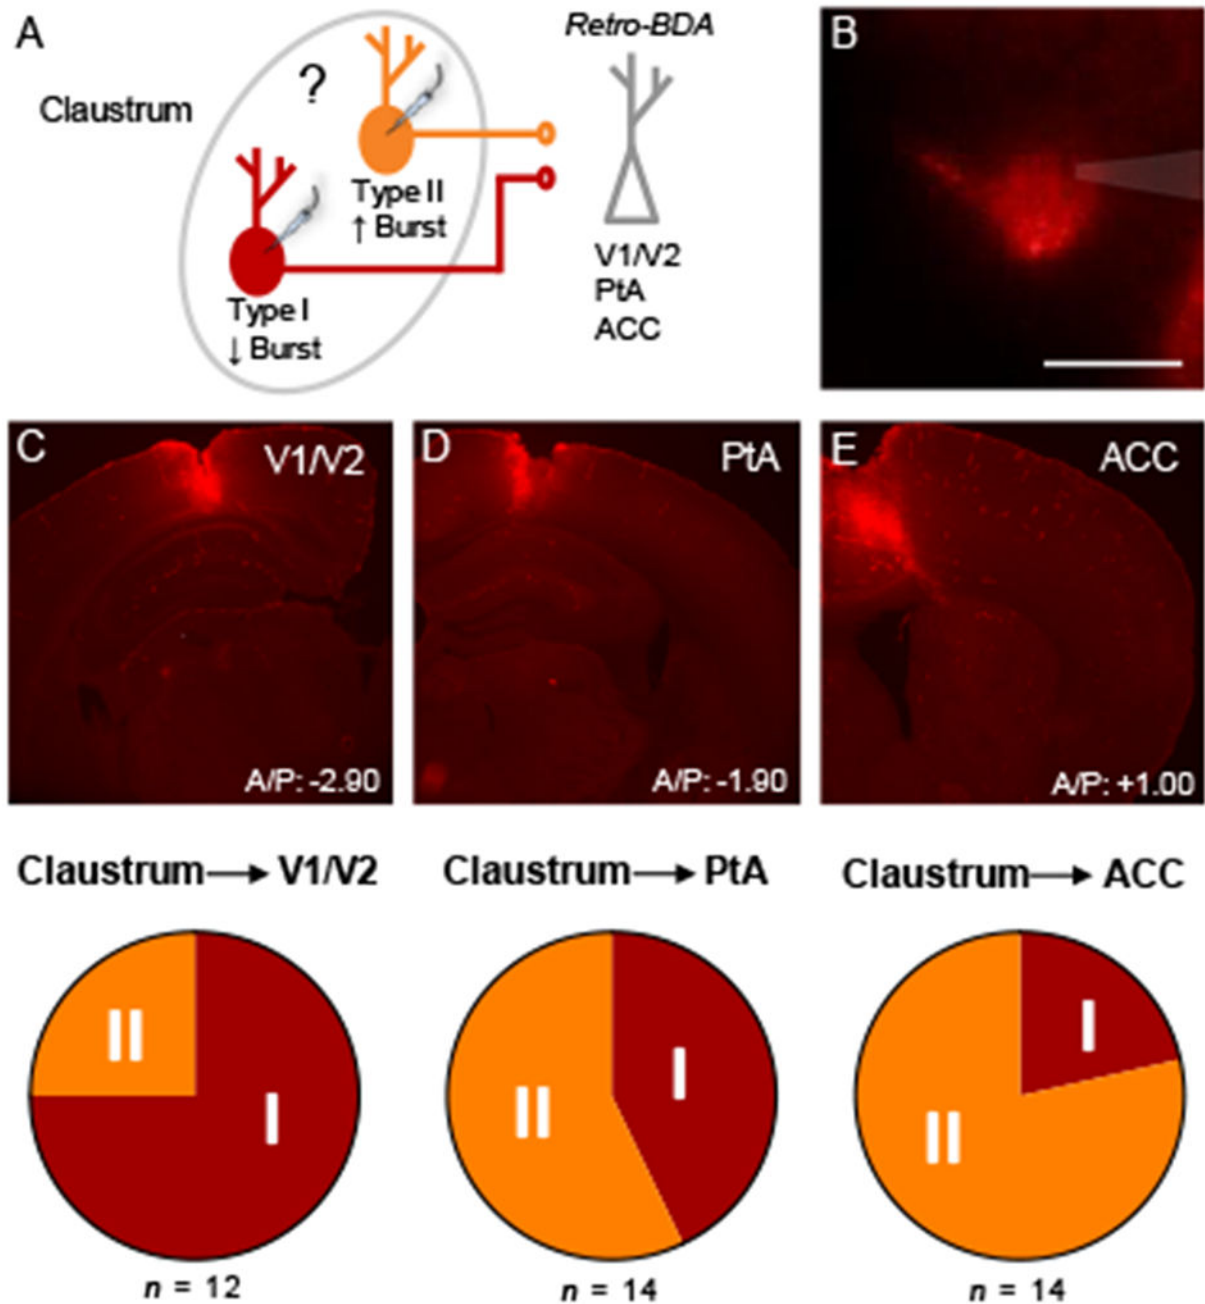 A
Retro-BDA
B
?
Claustrum
Type II
↑ Burst
Type I
↓ Burst
V1/V2
PtA
ACC
C
V1/V2
D
PtA
E
ACC
A/P: -2.90
A/P: -1.90
A/P: +1.00
Claustrum → V1/V2
Claustrum → PtA
Claustrum → ACC
II
I
II
I
II
I
n = 12
n = 14
n = 14